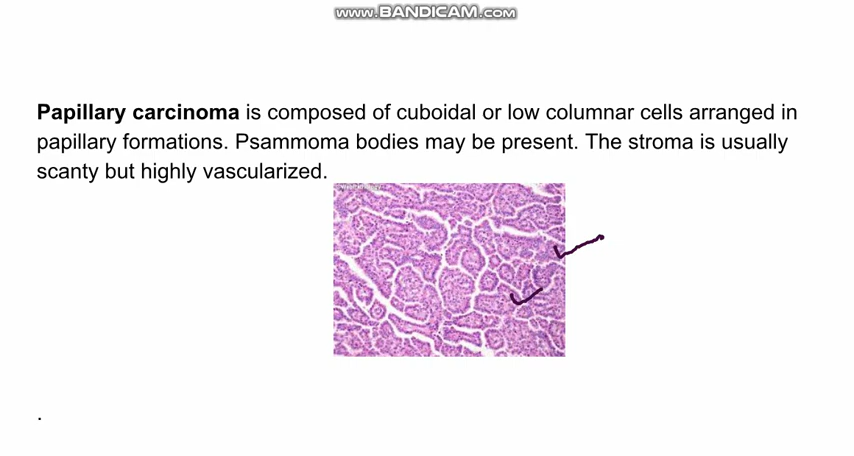 www.BANDICAM.com
Papillary carcinoma is composed of cuboidal or low columnar cells arranged in
papillary formations. Psammoma bodies may be present. The stroma is usually
scanty but highly vascularized.
.